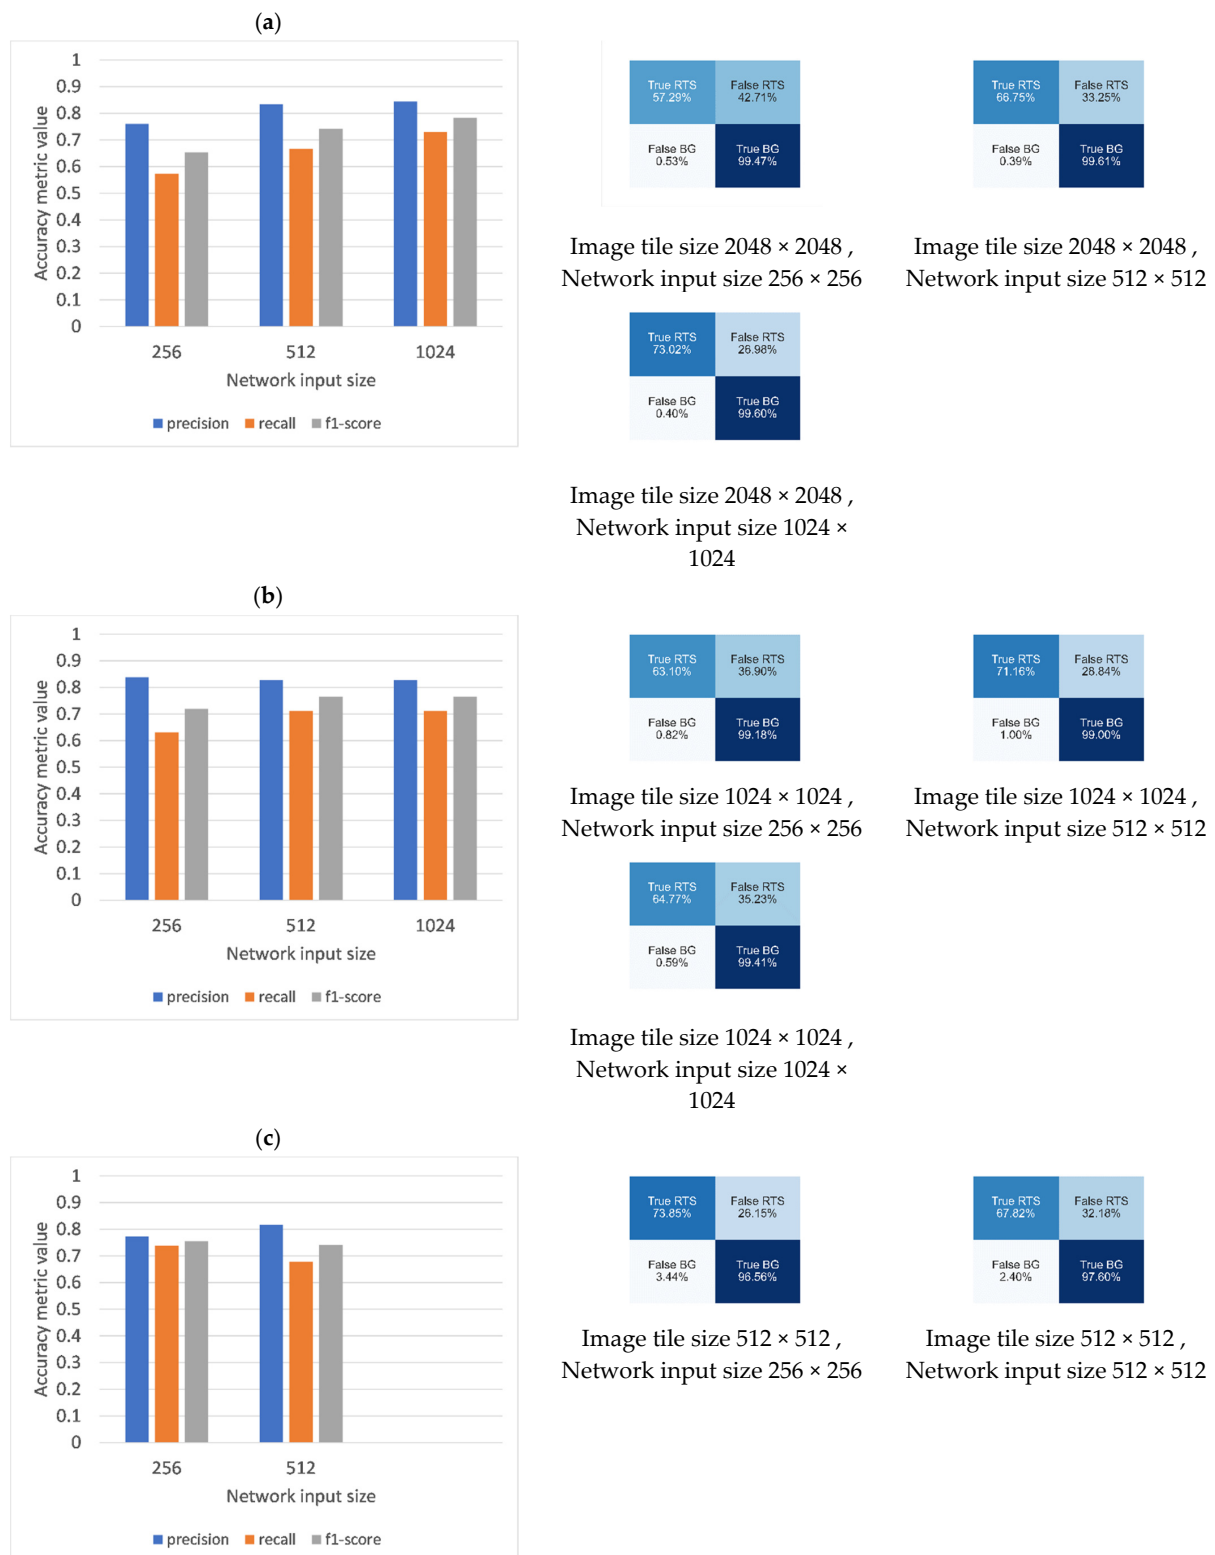 (a)
Accuracy metric value
1
0.9
0.8
0.7
0.6
0.5
0.4
0.3
0.2
0.1
0
256 512 1024
Network input size
precision recall f1-score
True RTS False RTS
57.29% 42.71%
False BG True BG
0.53% 99.47%
Image tile size 2048 × 2048 ,
Network input size 256 × 256
True RTS False RTS
66.75% 33.25%
False BG True BG
0.39% 99.61%
Image tile size 2048 × 2048 ,
Network input size 512 × 512
True RTS False RTS
73.02% 26.98%
False BG True BG
0.40% 99.60%
Image tile size 2048 × 2048 ,
Network input size 1024 ×
1024
(b)
Accuracy metric value
1
0.9
0.8
0.7
0.6
0.5
0.4
0.3
0.2
0.1
0
256 512 1024
Network input size
precision recall f1-score
True RTS False RTS
63.10% 36.90%
False BG True BG
0.82% 99.18%
Image tile size 1024 × 1024 ,
Network input size 256 × 256
True RTS False RTS
71.16% 28.84%
False BG True BG
1.00% 99.00%
Image tile size 1024 × 1024 ,
Network input size 512 × 512
True RTS False RTS
64.77% 35.23%
False BG True BG
0.59% 99.41%
Image tile size 1024 × 1024 ,
Network input size 1024 ×
1024
(c)
Accuracy metric value
1
0.9
0.8
0.7
0.6
0.5
0.4
0.3
0.2
0.1
0
256 512
Network input size
precision recall f1-score
True RTS False RTS
73.85% 26.15%
False BG True BG
3.44% 96.56%
Image tile size 512 × 512 ,
Network input size 256 × 256
True RTS False RTS
67.82% 32.18%
False BG True BG
2.40% 97.60%
Image tile size 512 × 512 ,
Network input size 512 × 512